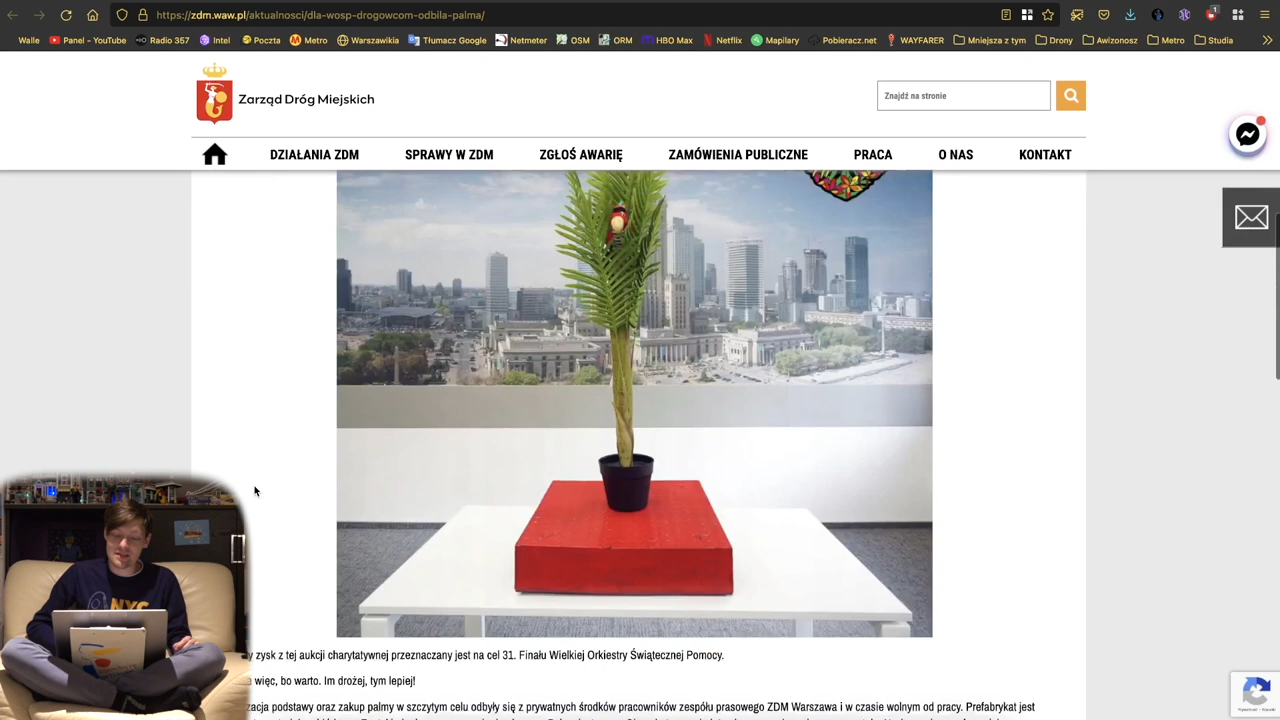 https://zdm.waw.pl/aktualnosci/dla-wosp-drogowcom-odbila-palma/
1
Walle Panel - YouTube Radio 357 Intel Poczta Metro Warszawikia Tłumacz Google Netmeter OSM ORM HBO Max Netflix Mapilary Pobieracz.net WAYFARER Mniejsza z tym Drony Awizonosz Metro Studia
Zarząd Dróg Miejskich
Znajdź na stronie
DZIAŁANIA ZDM SPRAWY W ZDM ZGŁOŚ AWARIĘ ZAMÓWIENIA PUBLICZNE PRACA O NAS KONTAKT
NYC
y zysk z tej aukcji charytatywnej przeznaczany jest na cel 31. Finału Wielkiej Orkiestry Świątecznej Pomocy.
więc, bo warto. Im drożej, tym lepiej!
zacja podstawy oraz zakup palmy w szczytym celu odbyły się z prywatnych środków pracowników zespołu prasowego ZDM Warszawa i w czasie wolnym od pracy. Prefabrykat jest